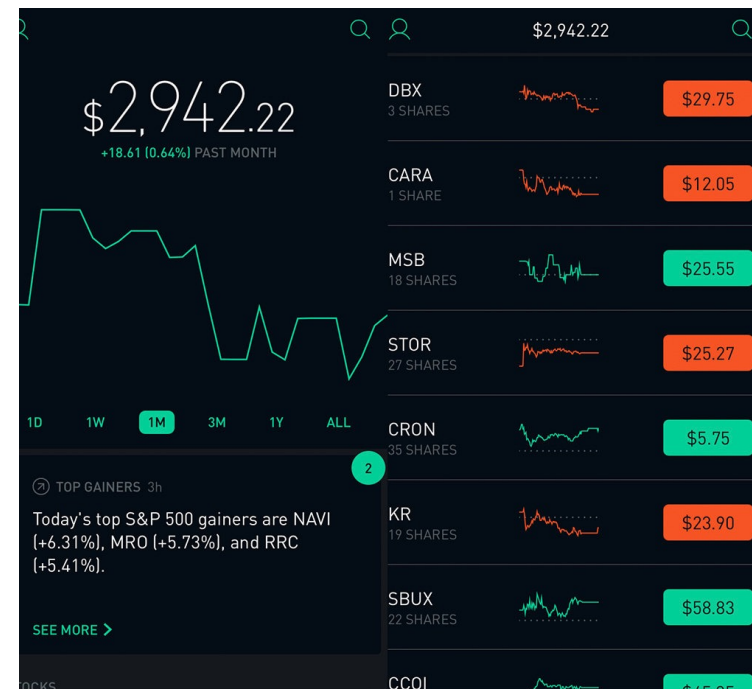 $2,942.22
+18.61 (0.64%) PAST MONTH
1D 1W 1M 3M 1Y ALL
2
TOP GAINERS 3h
Today's top S&P 500 gainers are NAVI
(+6.31%), MRO (+5.73%), and RRC
(+5.41%).
SEE MORE
$2,942.22
DBX
3 SHARES
$29.75
CARA
1 SHARE
$12.05
MSB
18 SHARES
$25.55
STOR
27 SHARES
$25.27
CRON
35 SHARES
$5.75
KR
19 SHARES
$23.90
SBUX
22 SHARES
$58.83
CCOI